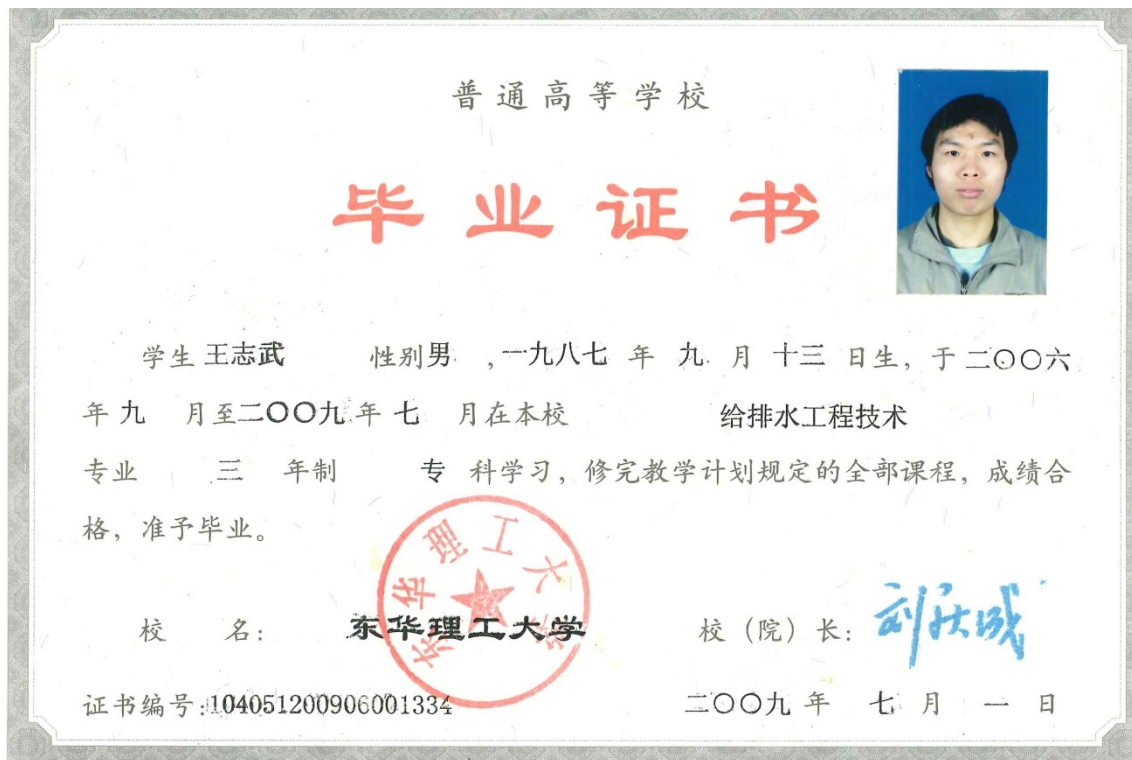 普通高等学校
毕业证书
学生 王志武 性别 男 ,一九八七 年 九 月 十三 日生，于 二〇〇六
年 九 月至二〇〇九 年 七 月在本校 给排水工程技术
专业 三 年制 专 科学习，修完教学计划规定的全部课程，成绩合
格，准予毕业。
东华理工大学
校 名： 东华理工大学 校（院）长： 刘庆成
证书编号:104051200906001334 二〇〇九 年 七 月 一 日